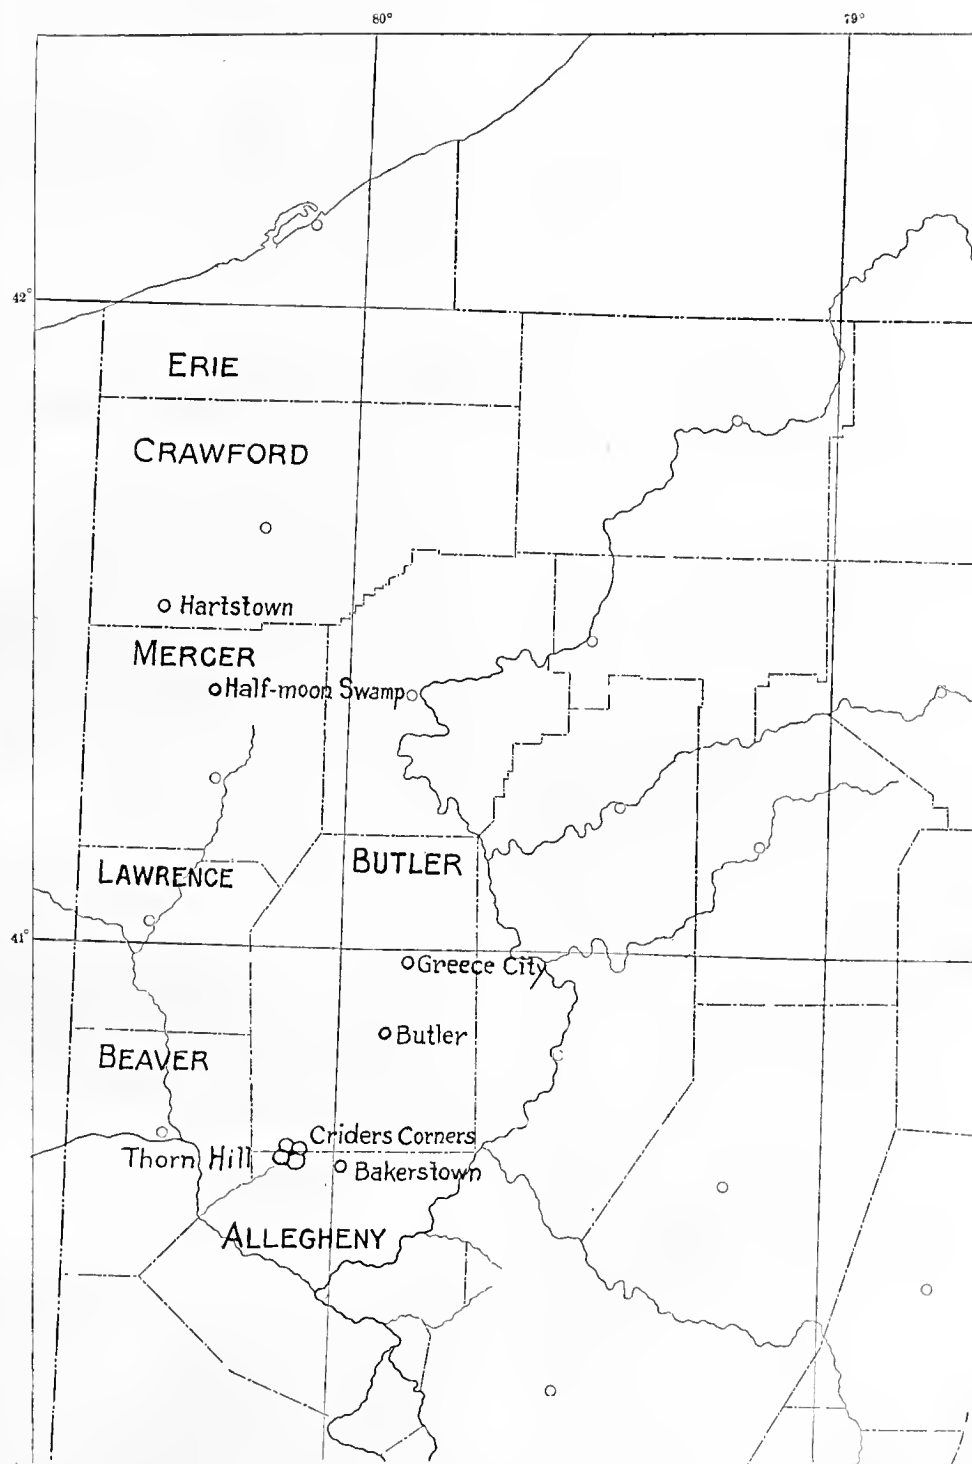 80°
79°
42°
ERIE
CRAWFORD
Hartstown
MERCER
Half-moon Swamp
LAWRENCE
BUTLER
41°
Greece City
Butler
BEAVER
Criders Corners
Thorn Hill
Bakerstown
ALLEGHENY